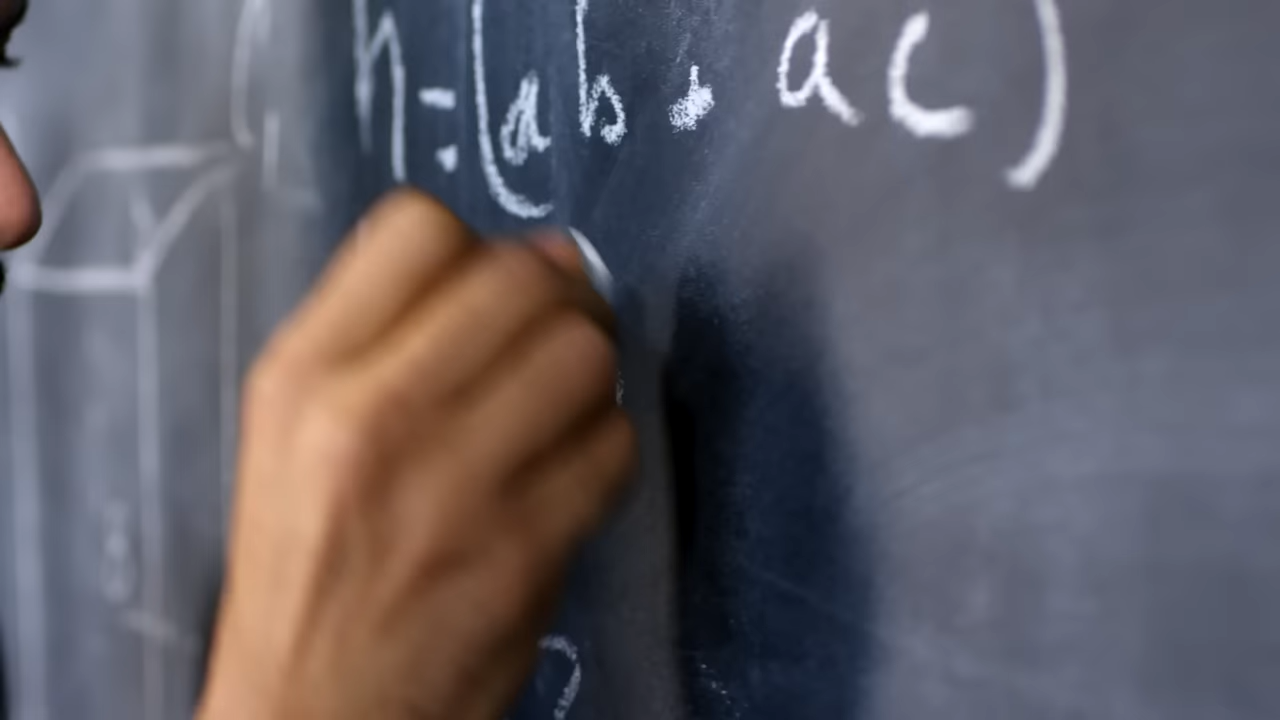 h = (ab · ac)